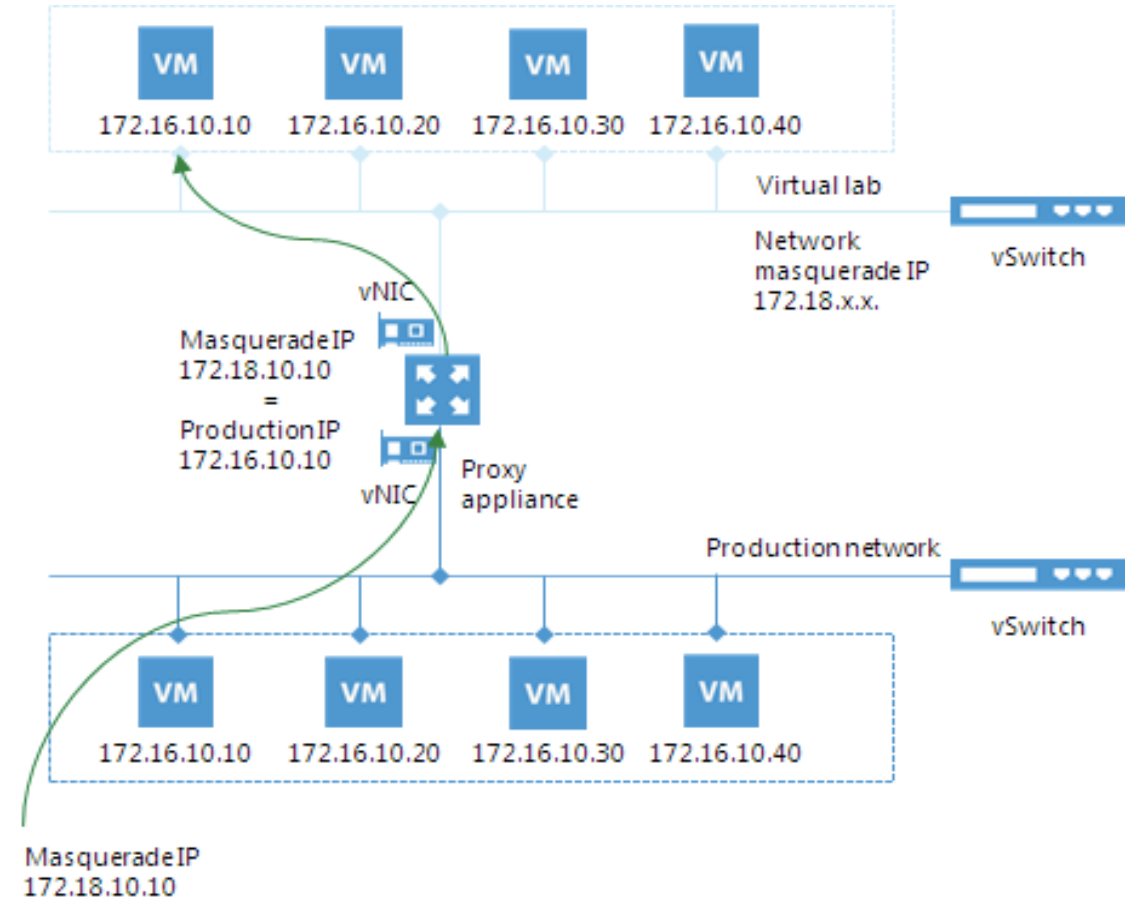 VM VM VM VM
172.16.10.10 172.16.10.20 172.16.10.30 172.16.10.40
Virtual lab
Network
masquerade IP
172.18.x.x.
vSwitch
vNIC
Masquerade IP
172.18.10.10
=
Production IP
172.16.10.10
vNIC
Proxy
appliance
Production network
vSwitch
VM VM VM VM
172.16.10.10 172.16.10.20 172.16.10.30 172.16.10.40
Masquerade IP
172.18.10.10